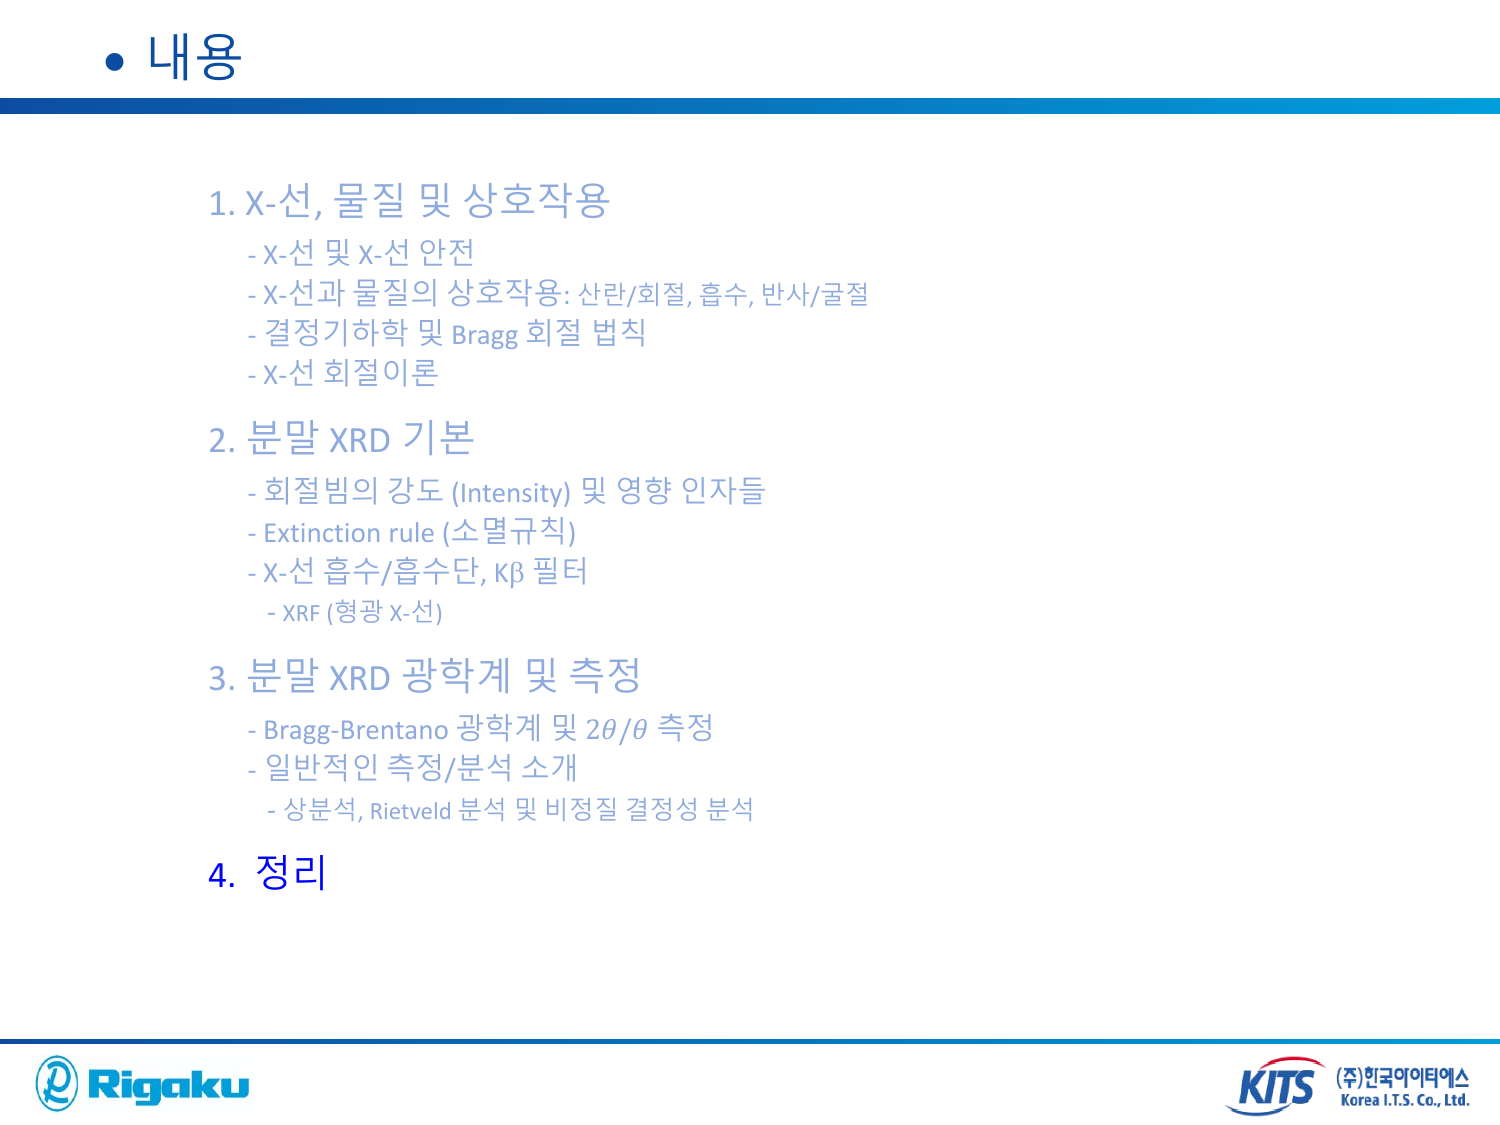 • 내용
1. X-선, 물질 및 상호작용
- X-선 및 X-선 안전
- X-선과 물질의 상호작용: 산란/회절, 흡수, 반사/굴절
- 결정기하학 및 Bragg 회절 법칙
- X-선 회절이론
2. 분말 XRD 기본
- 회절빔의 강도 (Intensity) 및 영향 인자들
- Extinction rule (소멸규칙)
- X-선 흡수/흡수단, Kβ 필터
- XRF (형광 X-선)
3. 분말 XRD 광학계 및 측정
- Bragg-Brentano 광학계 및 2θ/θ 측정
- 일반적인 측정/분석 소개
- 상분석, Rietveld 분석 및 비정질 결정성 분석
4. 정리
Rigaku
KITS (주)한국아이티에스
Korea I.T.S. Co., Ltd.